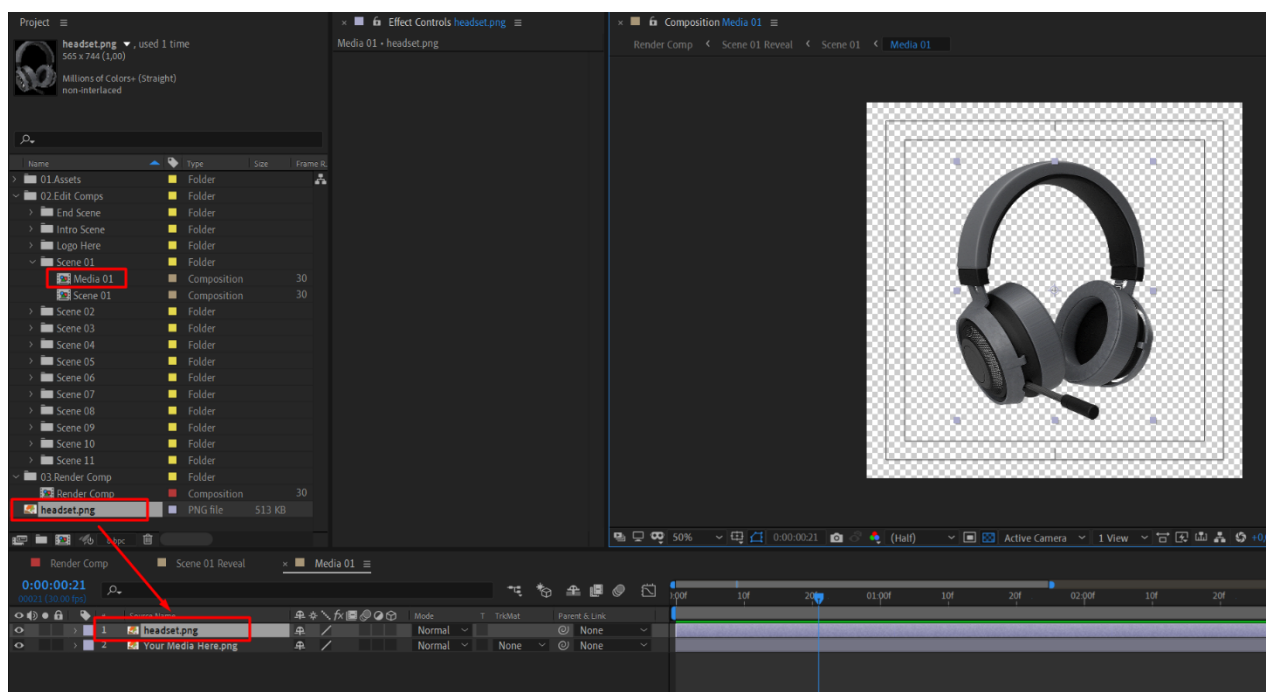 Project
headset.png , used 1 time
565 x 744 (1,00)
Millions of Colors+ (Straight)
non-interlaced
Name Type Size Frame R.
01.Assets Folder
02.Edit Comps Folder
End Scene Folder
Intro Scene Folder
Logo Here Folder
Scene 01 Folder
Media 01 Composition 30
Scene 01 Composition 30
Scene 02 Folder
Scene 03 Folder
Scene 04 Folder
Scene 05 Folder
Scene 06 Folder
Scene 07 Folder
Scene 08 Folder
Scene 09 Folder
Scene 10 Folder
Scene 11 Folder
03.Render Comp Folder
Render Comp Composition 30
headset.png PNG file 513 KB
bpc
Effect Controls headset.png
Media 01 • headset.png
Composition Media 01
Render Comp Scene 01 Reveal Scene 01 Media 01
50% 0:00:00:21 (Half) Active Camera 1 View
Render Comp Scene 01 Reveal Media 01
0:00:00:21
00021 (30.00 fps)
10f 20f 01:00f 10f 20f 02:00f 10f 20f
# Source Name Mode T TrkMat Parent & Link
1 headset.png Normal None
2 Your Media Here.png Normal None None